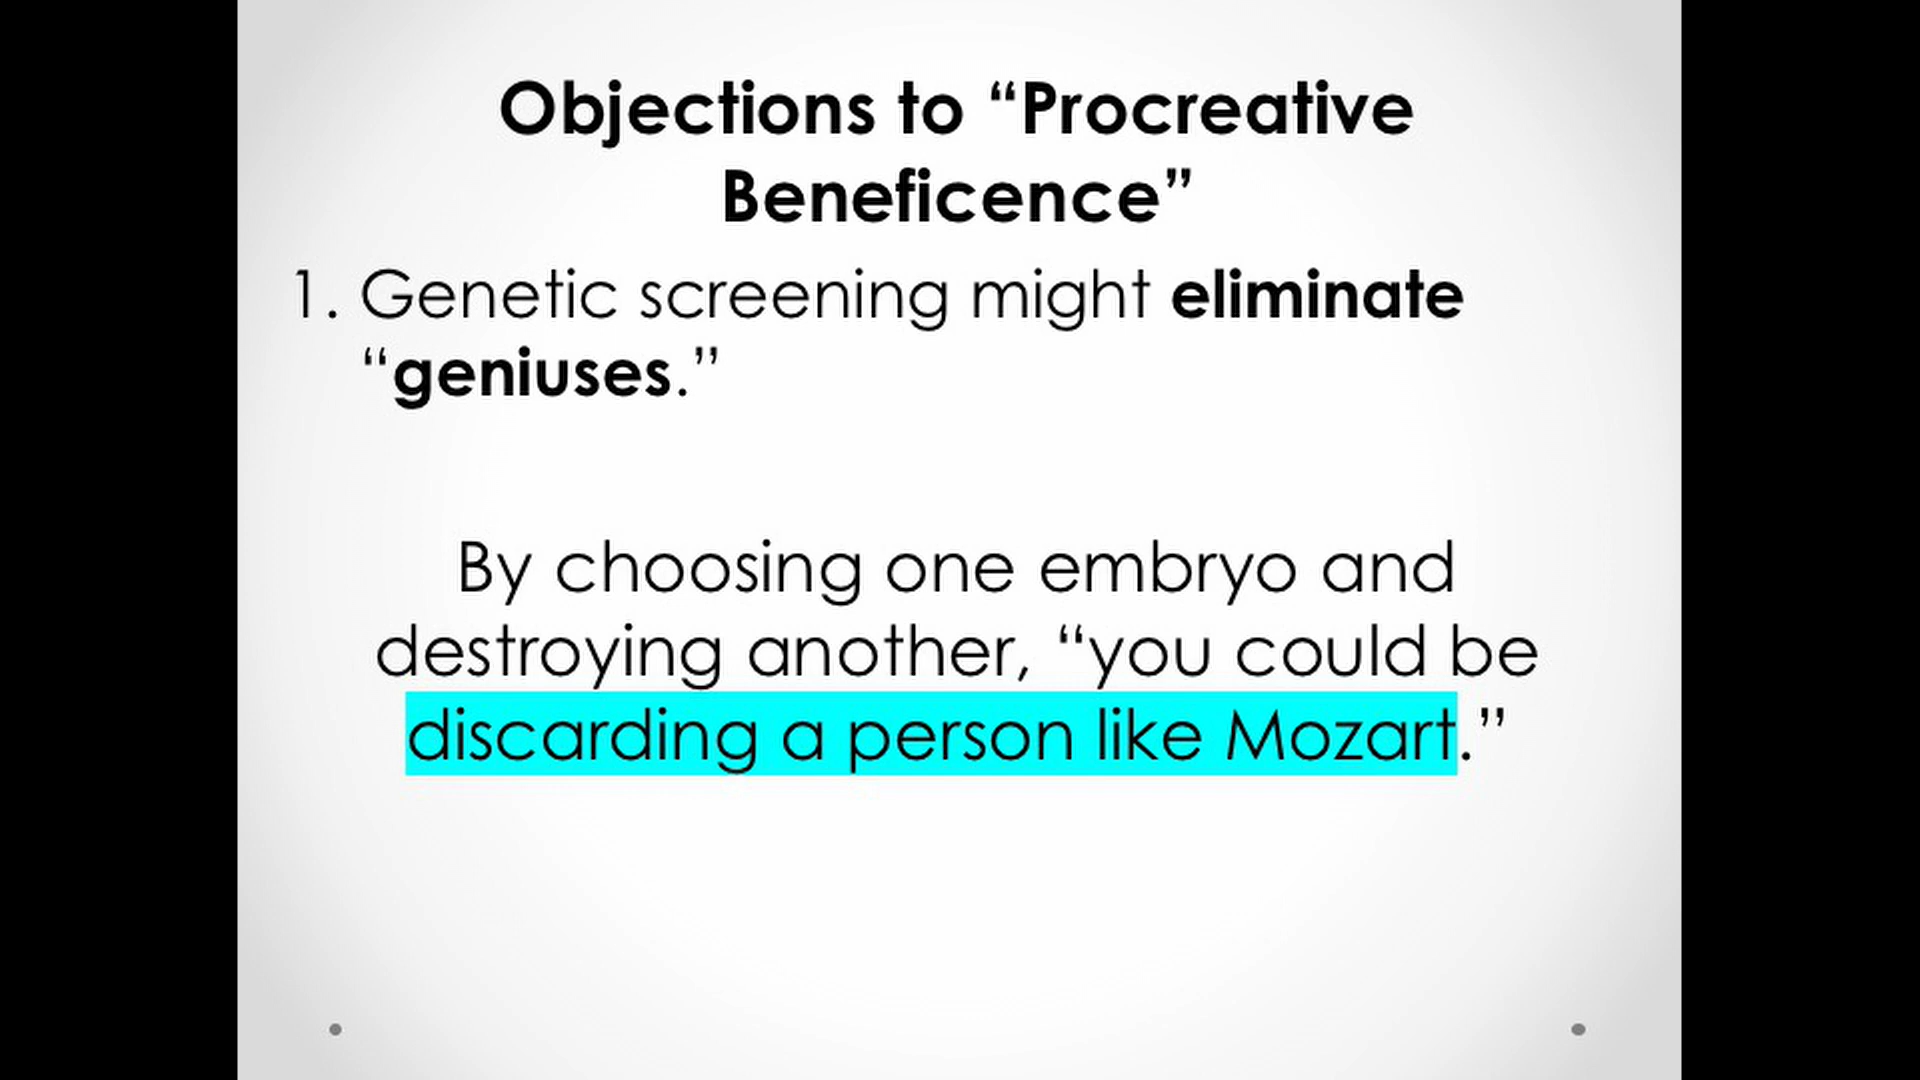 Objections to “Procreative
Beneficence”
1. Genetic screening might eliminate
“geniuses.”
By choosing one embryo and
destroying another, “you could be
discarding a person like Mozart.”